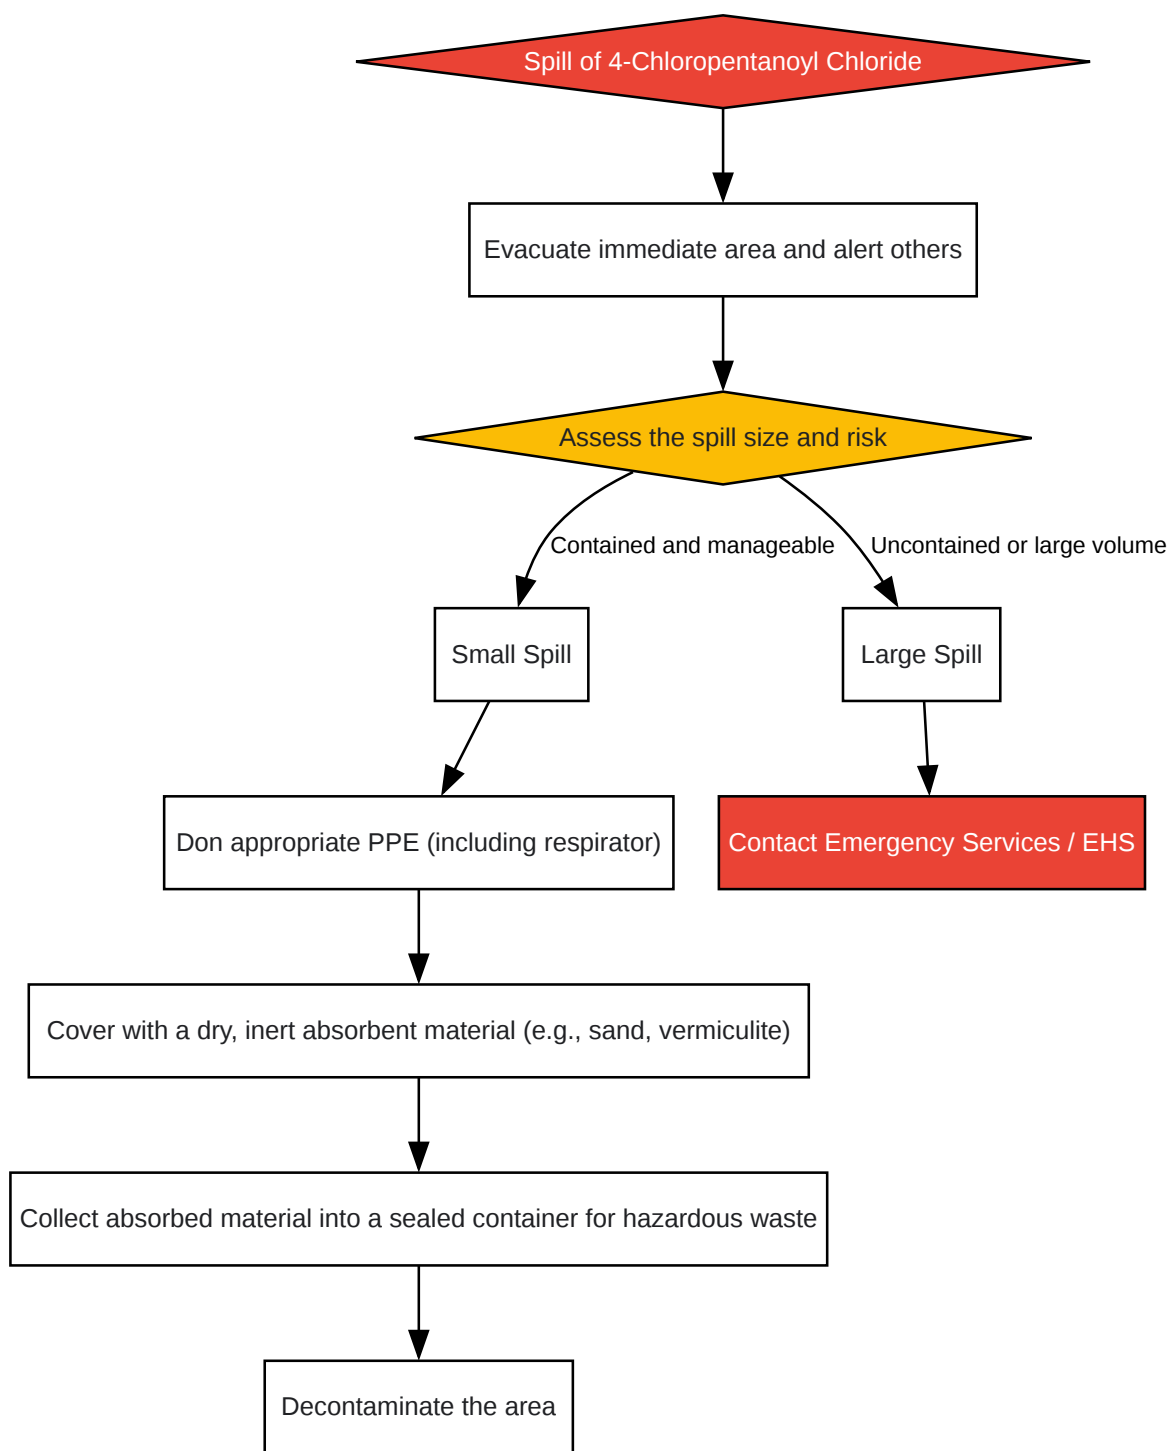 Spill of 4-Chloropentanoyl Chloride
Evacuate immediate area and alert others
Assess the spill size and risk
Contained and manageable
Uncontained or large volume
Small Spill
Large Spill
Don appropriate PPE (including respirator)
Contact Emergency Services / EHS
Cover with a dry, inert absorbent material (e.g., sand, vermiculite)
Collect absorbed material into a sealed container for hazardous waste
Decontaminate the area